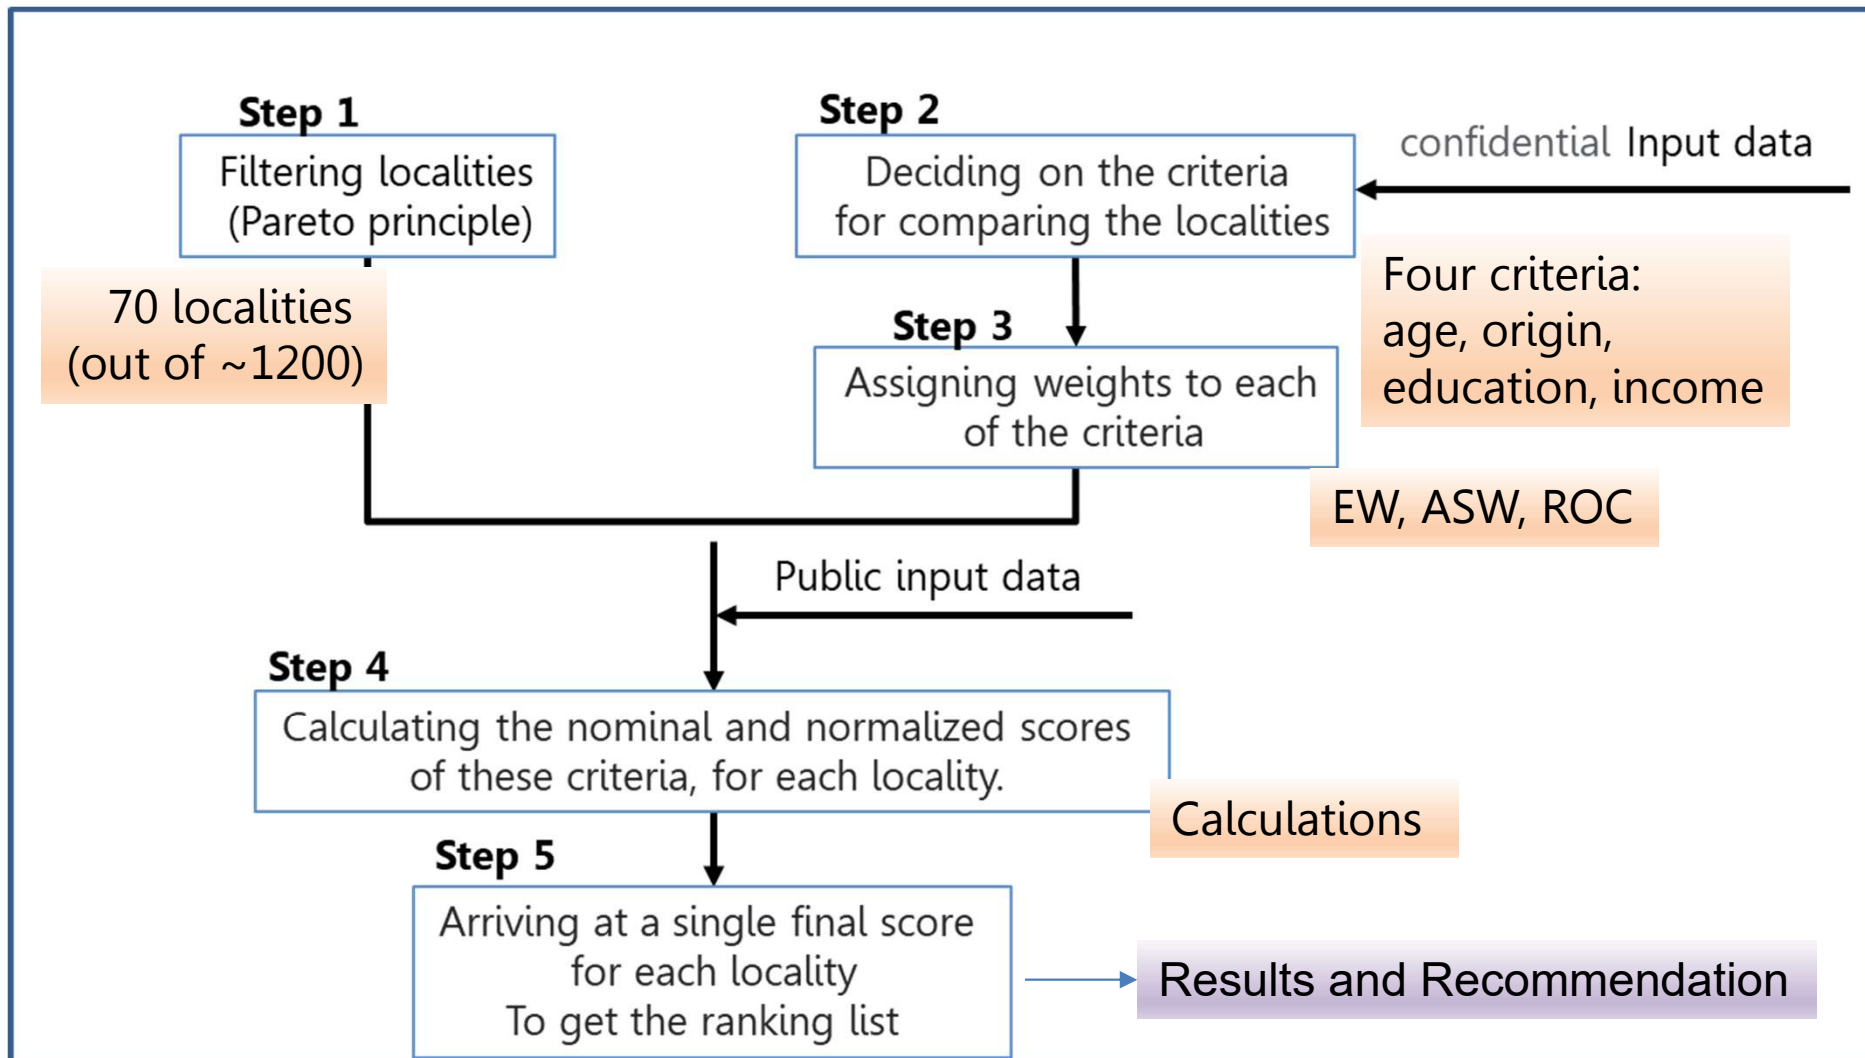 Step 1
Filtering localities
(Pareto principle)
70 localities
(out of ~1200)
Step 2
Deciding on the criteria
for comparing the localities
confidential Input data
Four criteria:
age, origin,
education, income
Step 3
Assigning weights to each
of the criteria
EW, ASW, ROC
Public input data
Step 4
Calculating the nominal and normalized scores
of these criteria, for each locality.
Calculations
Step 5
Arriving at a single final score
for each locality
To get the ranking list
Results and Recommendation